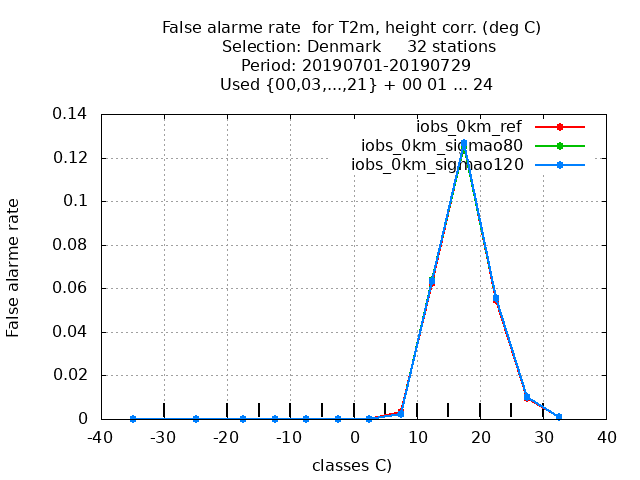 False alarme rate  for T2m, height corr. (deg C)
Selection: Denmark     32 stations
Period: 20190701-20190729
Used {00,03,...,21} + 00 01 ... 24
iobs_0km_ref
iobs_0km_sigmao80
iobs_0km_sigmao120
False alarme rate
0.14
0.12
0.1
0.08
0.06
0.04
0.02
0
-40 -30 -20 -10 0 10 20 30 40
classes C)